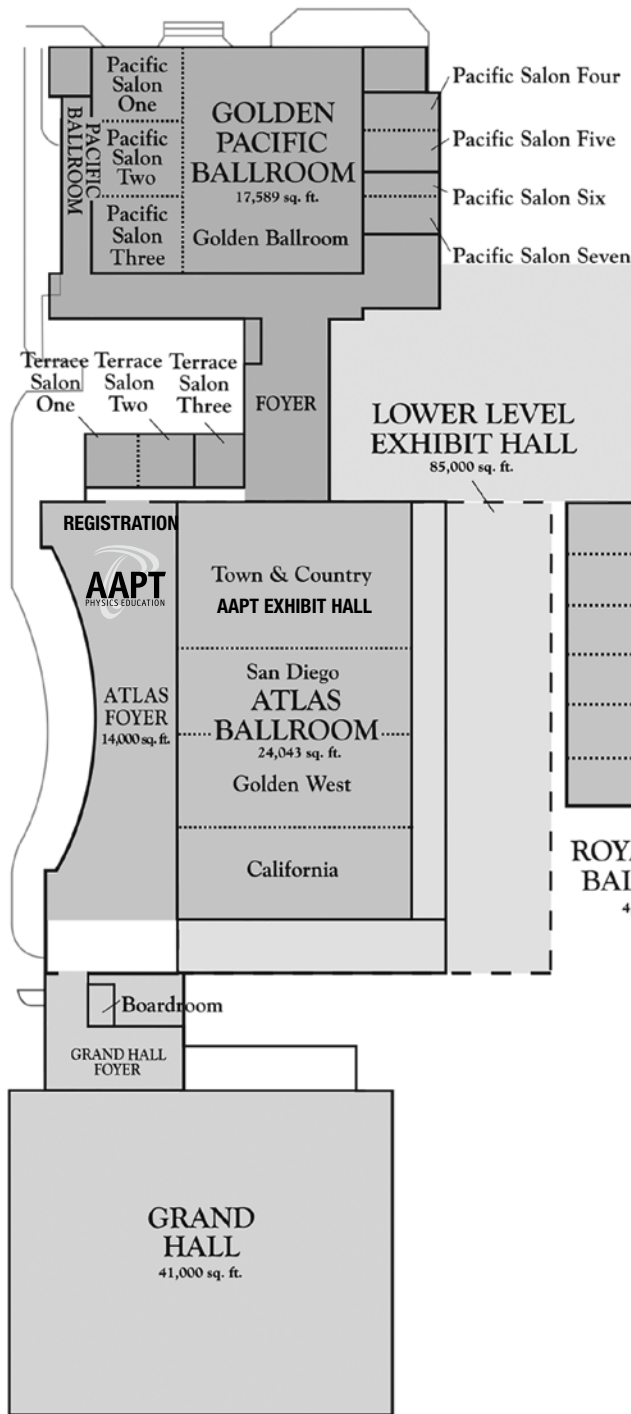 Pacific
Salon
One
Pacific
Salon
Two
Pacific
Salon
Three
PACIFIC
BALLROOM
GOLDEN
PACIFIC
BALLROOM
17,589 sq. ft.
Golden Ballroom
Pacific Salon Four
Pacific Salon Five
Pacific Salon Six
Pacific Salon Seven
Terrace
Salon
One
Terrace
Salon
Two
Terrace
Salon
Three
FOYER
LOWER LEVEL
EXHIBIT HALL
85,000 sq. ft.
REGISTRATION
AAPT
PHYSICS EDUCATION
Town & Country
AAPT EXHIBIT HALL
ATLAS
FOYER
14,000 sq. ft.
San Diego
ATLAS
BALLROOM
24,043 sq. ft.
Golden West
California
ROYA
BAL
4
Boardroom
GRAND HALL
FOYER
GRAND
HALL
41,000 sq. ft.